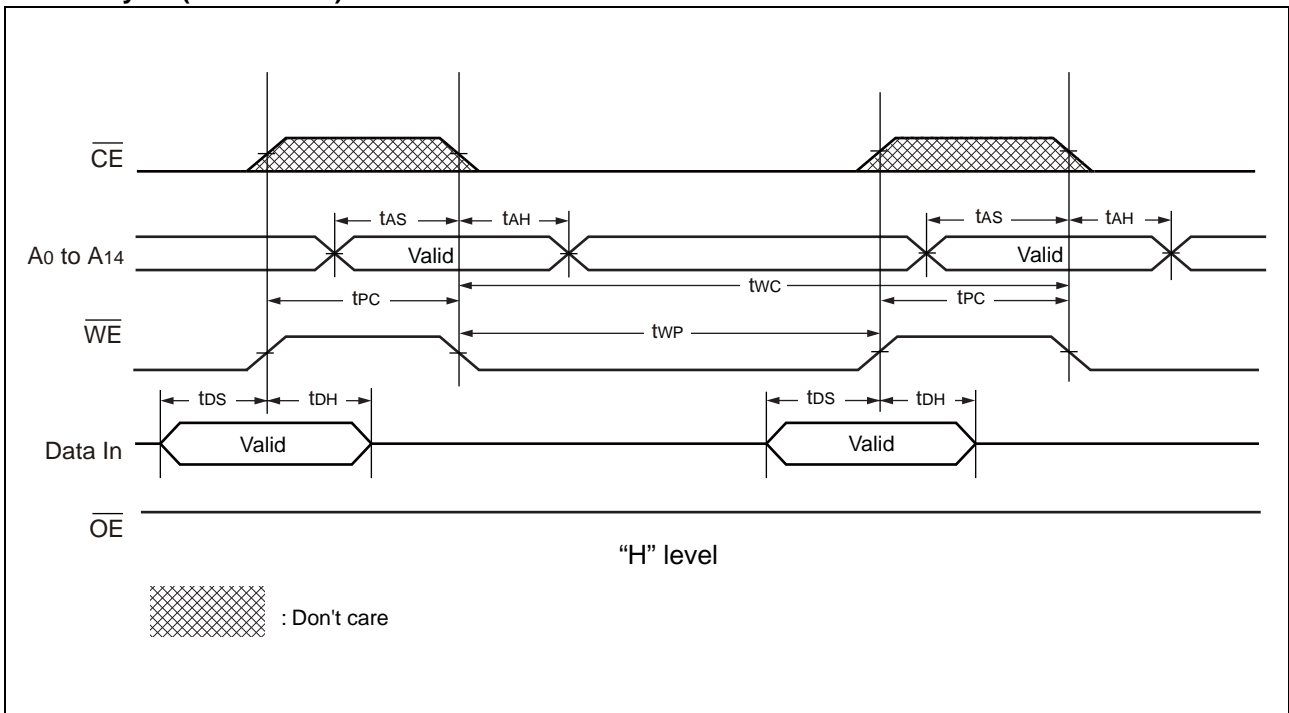 CE
tAS tAH tAS tAH
A0 to A14 Valid Valid
tPC tWC tPC
WE tWP
tDS tDH tDS tDH
Data In Valid Valid
OE
“H” level
: Don't care